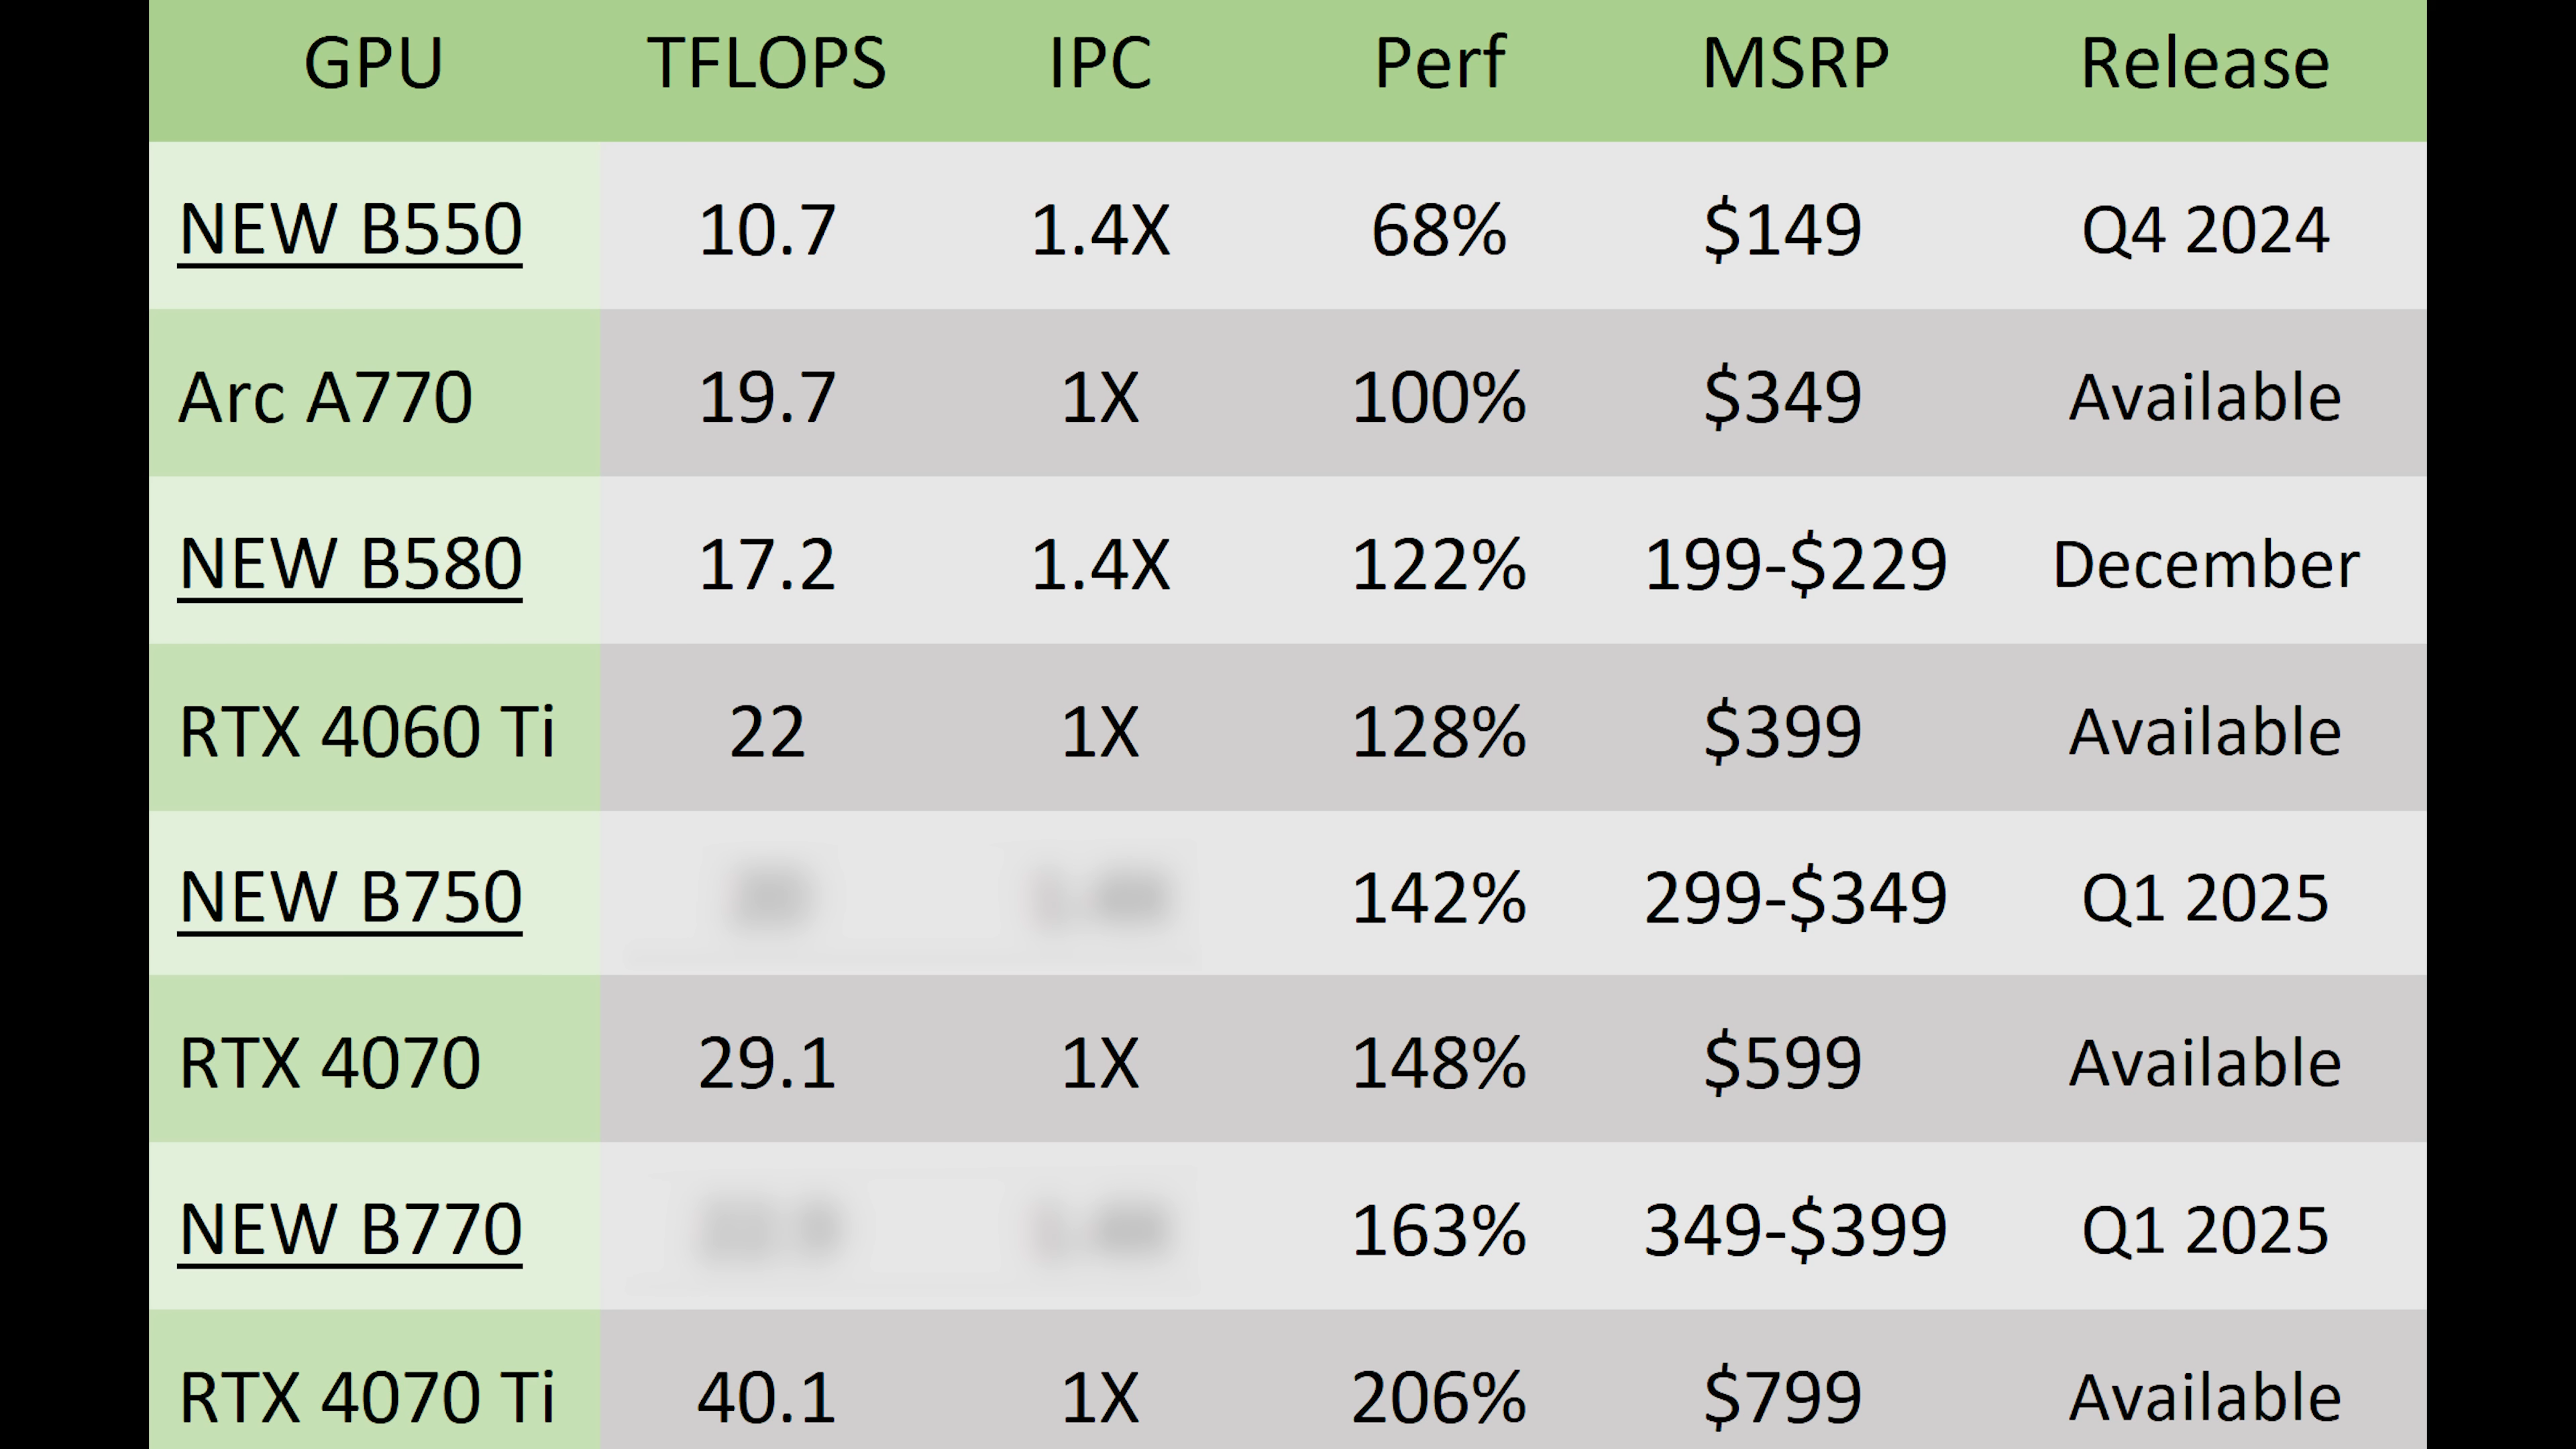 GPU TFLOPS IPC Perf MSRP Release
NEW B550 10.7 1.4X 68% $149 Q4 2024
Arc A770 19.7 1X 100% $349 Available
NEW B580 17.2 1.4X 122% 199-$229 December
RTX 4060 Ti 22 1X 128% $399 Available
NEW B750 142% 299-$349 Q1 2025
RTX 4070 29.1 1X 148% $599 Available
NEW B770 163% 349-$399 Q1 2025
RTX 4070 Ti 40.1 1X 206% $799 Available